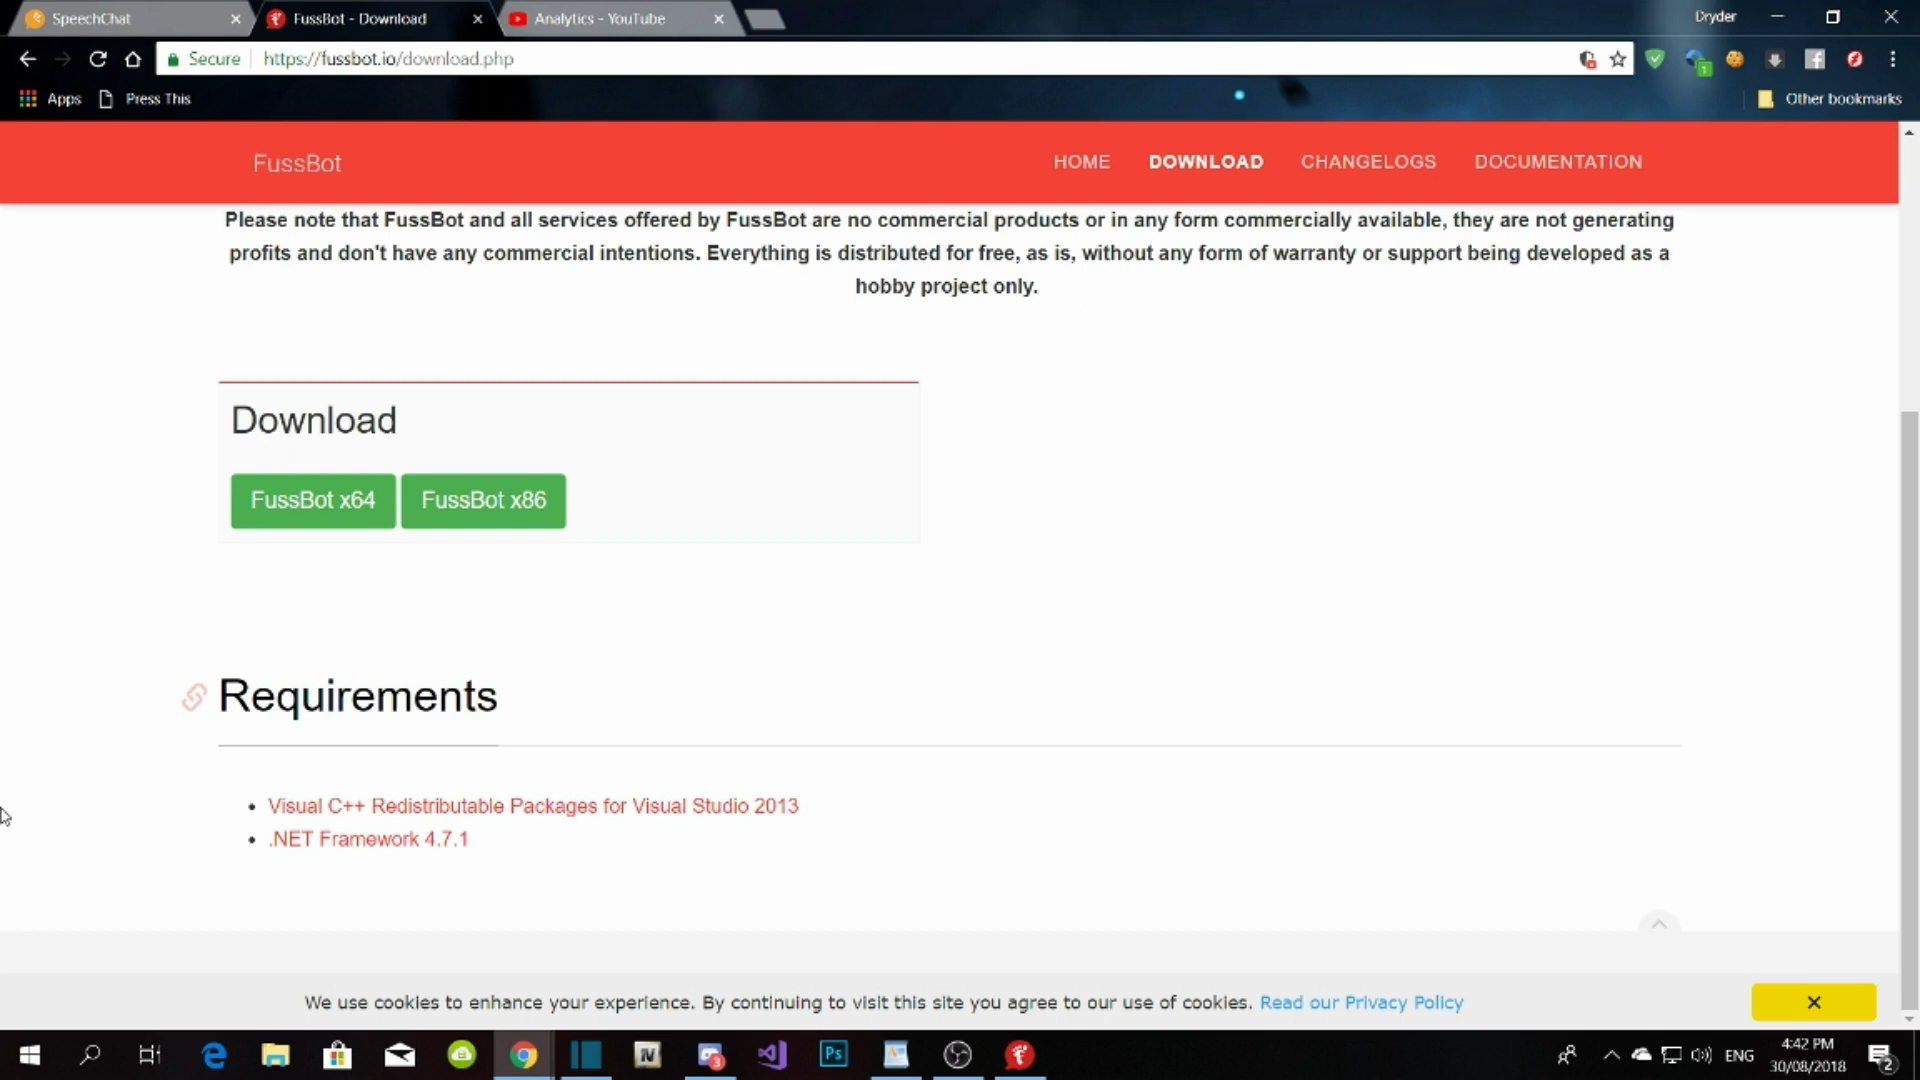 SpeechChat
FussBot - Download
Analytics - YouTube
Dryder
Secure
https://fussbot.io/download.php
1
Apps
Press This
Other bookmarks
FussBot
HOME
DOWNLOAD
CHANGELOGS
DOCUMENTATION
Please note that FussBot and all services offered by FussBot are no commercial products or in any form commercially available, they are not generating
profits and don't have any commercial intentions. Everything is distributed for free, as is, without any form of warranty or support being developed as a
hobby project only.
Download
FussBot x64
FussBot x86
Requirements
• Visual C++ Redistributable Packages for Visual Studio 2013
• .NET Framework 4.7.1
We use cookies to enhance your experience. By continuing to visit this site you agree to our use of cookies. Read our Privacy Policy
3
Ps
ENG
4:42 PM
30/08/2018
2